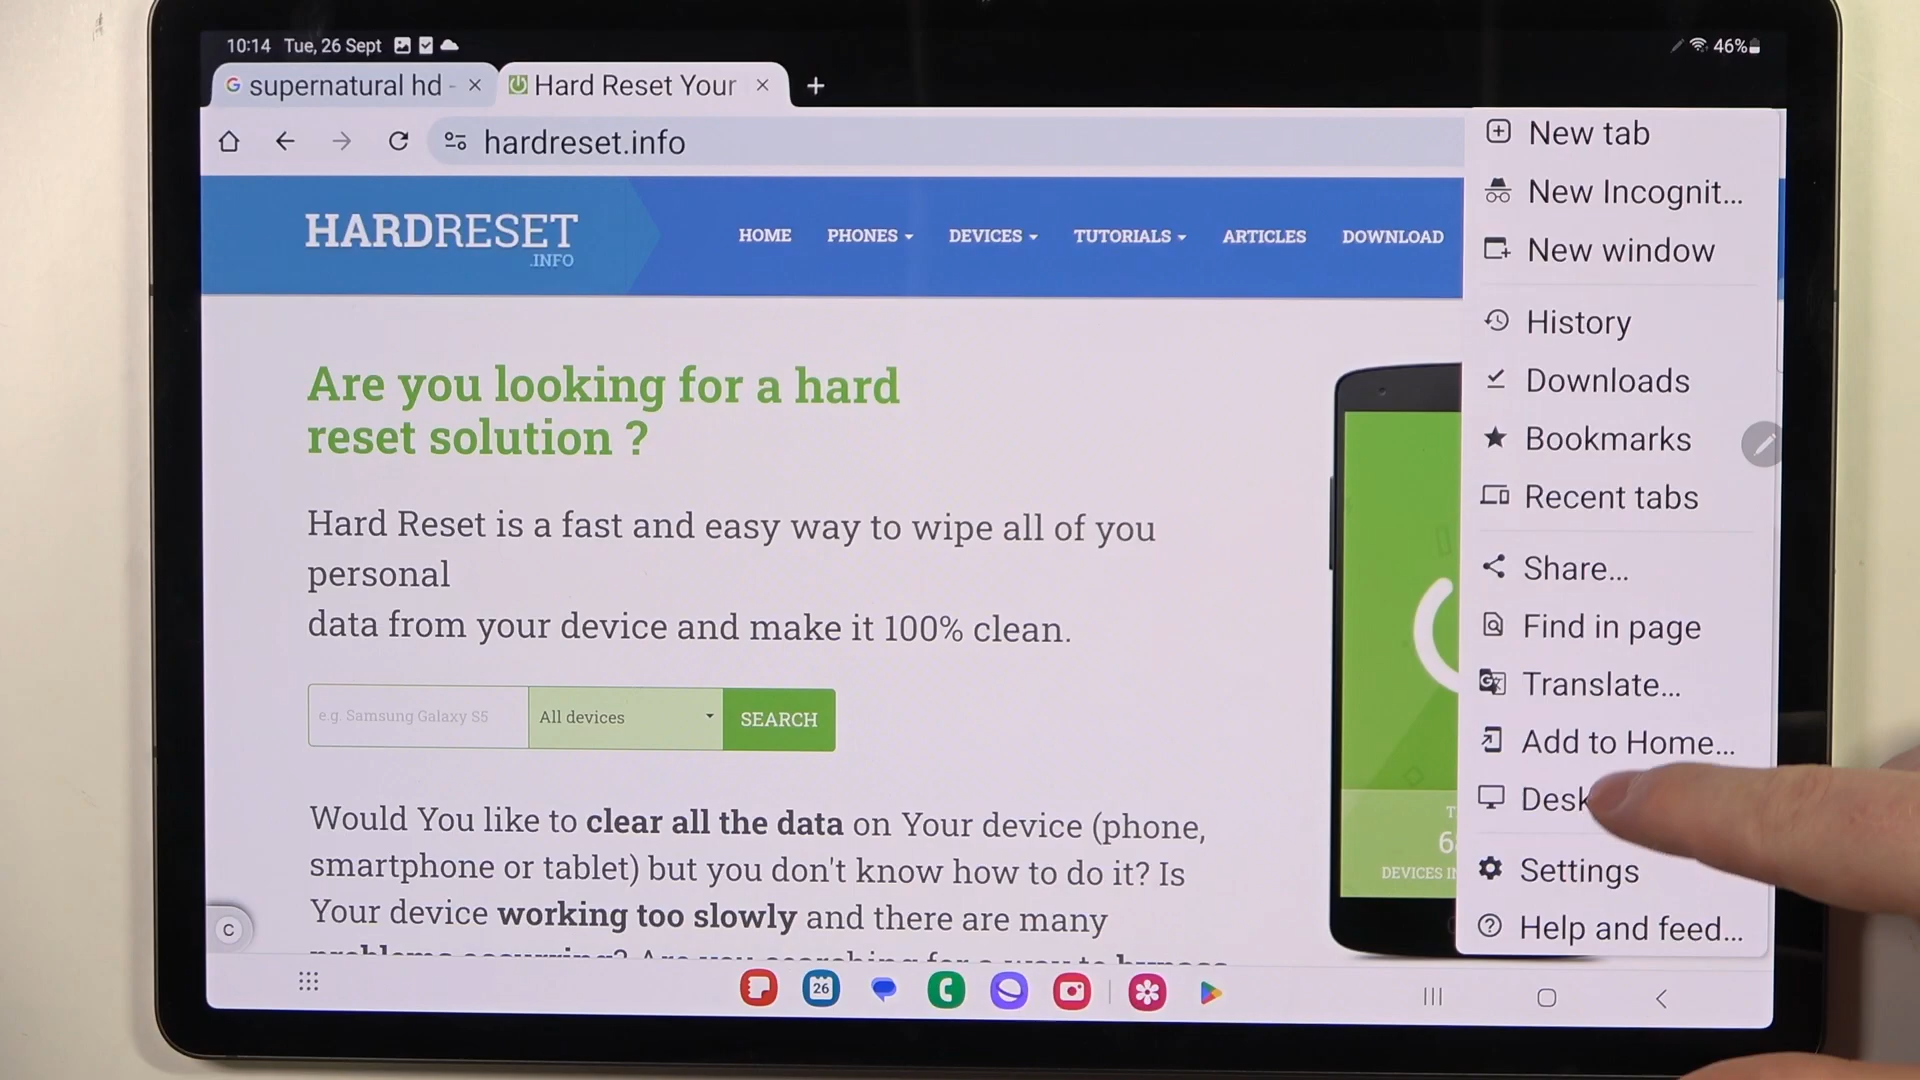 10:14 Tue, 26 Sept
46%
supernatural hd -
Hard Reset Your
hardreset.info
HARDRESET
.INFO
HOME PHONES DEVICES TUTORIALS ARTICLES DOWNLOAD
Are you looking for a hard
reset solution ?
Hard Reset is a fast and easy way to wipe all of you
personal
data from your device and make it 100% clean.
e.g. Samsung Galaxy S5
All devices
SEARCH
Would You like to clear all the data on Your device (phone,
smartphone or tablet) but you don't know how to do it? Is
Your device working too slowly and there are many
DEVICES
C
26
New tab
New Incognit...
New window
History
Downloads
Bookmarks
Recent tabs
Share...
Find in page
Translate...
Add to Home...
Desk
Settings
Help and feed...